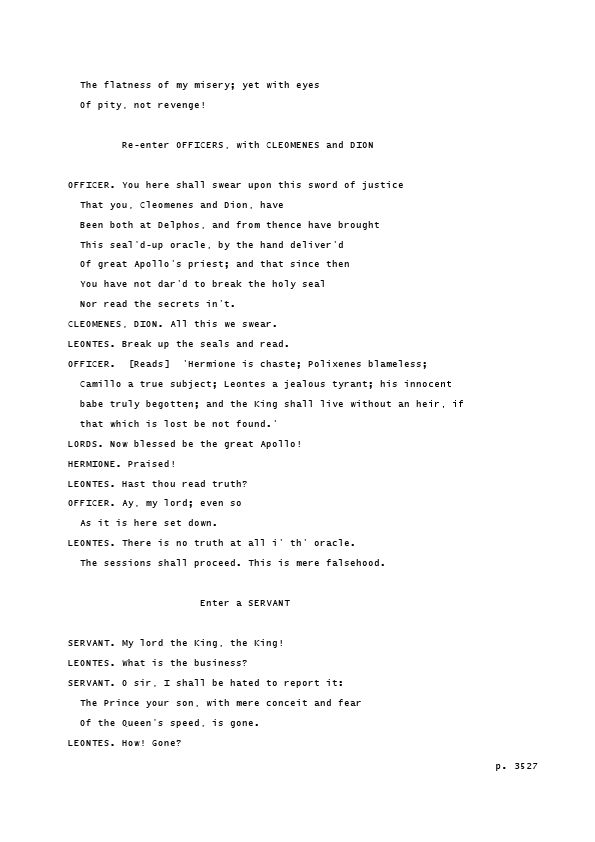 The flatness of my misery; yet with eyes
Of pity, not revenge!
Re-enter OFFICERS, with CLEOMENES and DION
OFFICER. You here shall swear upon this sword of justice
That you, Cleomenes and Dion, have
Been both at Delphos, and from thence have brought
This seal'd-up oracle, by the hand deliver'd
Of great Apollo's priest; and that since then
You have not dar'd to break the holy seal
Nor read the secrets in't.
CLEOMENES, DION. All this we swear.
LEONTES. Break up the seals and read.
OFFICER.  [Reads]  'Hermione is chaste; Polixenes blameless;
Camillo a true subject; Leontes a jealous tyrant; his innocent
babe truly begotten; and the King shall live without an heir, if
that which is lost be not found.'
LORDS. Now blessed be the great Apollo!
HERMIONE. Praised!
LEONTES. Hast thou read truth?
OFFICER. Ay, my lord; even so
As it is here set down.
LEONTES. There is no truth at all i' th' oracle.
The sessions shall proceed. This is mere falsehood.
Enter a SERVANT
SERVANT. My lord the King, the King!
LEONTES. What is the business?
SERVANT. O sir, I shall be hated to report it:
The Prince your son, with mere conceit and fear
Of the Queen's speed, is gone.
LEONTES. How! Gone?
p. 3527